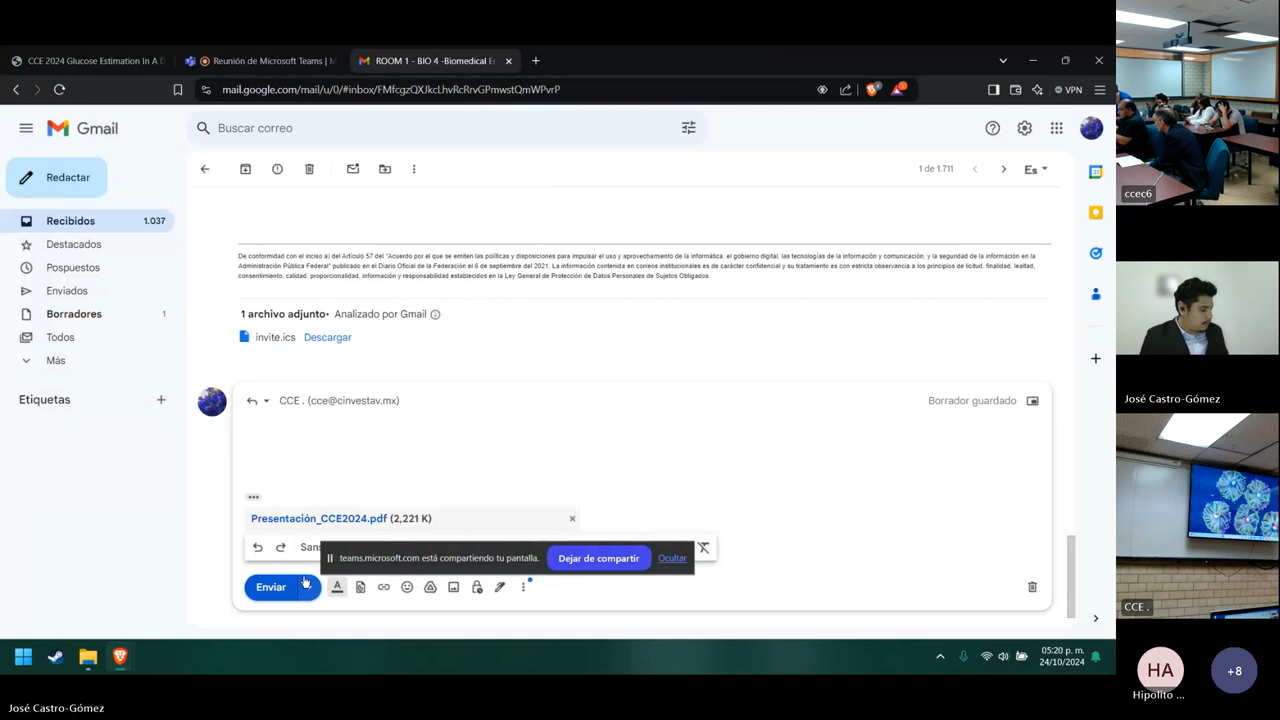 CCE 2024 Glucose Estimation In A D
Reunión de Microsoft Teams | M
ROOM 1 - BIO 4 -Biomedical E
mail.google.com/mail/u/0/#inbox/FMfcgzQXJkcLhvRcRrvGPmwstQmWPvrP
VPN
Gmail
Buscar correo
Redactar
1 de 1.711
Es
Recibidos 1.037
Destacados
Pospuestos
Enviados
Borradores 1
Todos
Más
Etiquetas
De conformidad con el inciso a) del Artículo 57 del "Acuerdo por el que se emiten las políticas y disposiciones para impulsar el uso y aprovechamiento de la informática, el gobierno digital, las tecnologías de la información y comunicación, y la seguridad de la información en la
Administración Pública Federal" publicado en el Diario Oficial de la Federación el 6 de septiembre del 2021. La información contenida en correos institucionales es de carácter confidencial y su tratamiento es con estricta observancia a los principios de licitud, finalidad, lealtad,
consentimiento, calidad, proporcionalidad, información y responsabilidad establecidos en la Ley General de Protección de Datos Personales de Sujetos Obligados.
1 archivo adjunto• Analizado por Gmail
invite.ics Descargar
CCE . (cce@cinvestav.mx)
Borrador guardado
Presentación_CCE2024.pdf (2,221 K)
Sans
teams.microsoft.com está compartiendo tu pantalla.
Dejar de compartir
Ocultar
Enviar
05:20 p. m.
24/10/2024
José Castro-Gómez
ccec6
José Castro-Gómez
CCE .
HA
Hipolito ...
+8